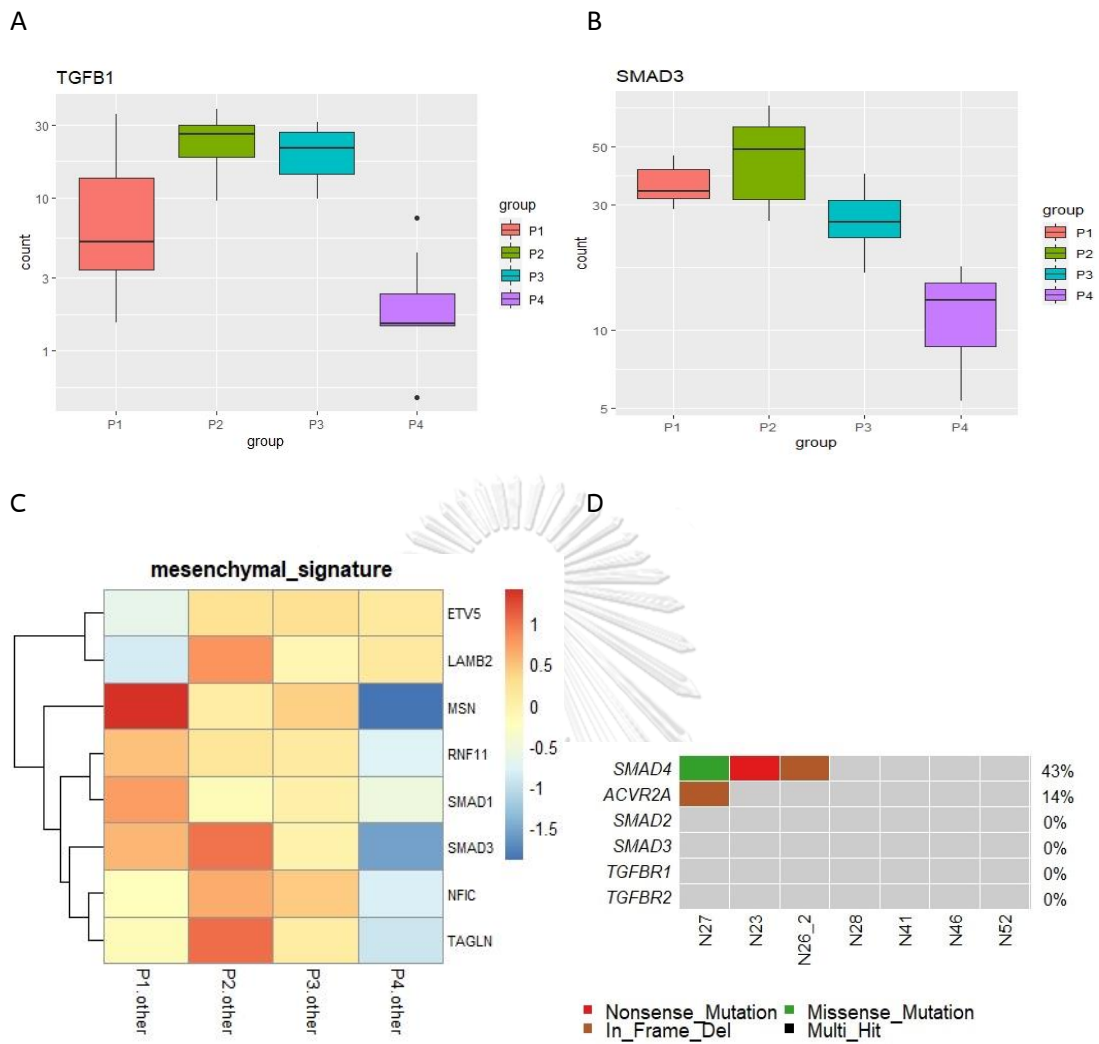 A
B
TGFB1
30
10
3
1
count
P1
P2
P3
P4
group
group
P1
P2
P3
P4
SMAD3
50
30
10
5
count
P1
P2
P3
P4
group
group
P1
P2
P3
P4
C
D
mesenchymal_signature
ETV5
LAMB2
MSN
RNF11
SMAD1
SMAD3
NFIC
TAGLN
1
0.5
0
-0.5
-1
-1.5
P1.other
P2.other
P3.other
P4.other
SMAD4 43%
ACVR2A 14%
SMAD2 0%
SMAD3 0%
TGFBR1 0%
TGFBR2 0%
N27
N23
N26_2
N28
N41
N46
N52
Nonsense_Mutation Missense_Mutation
In_Frame_Del Multi_Hit